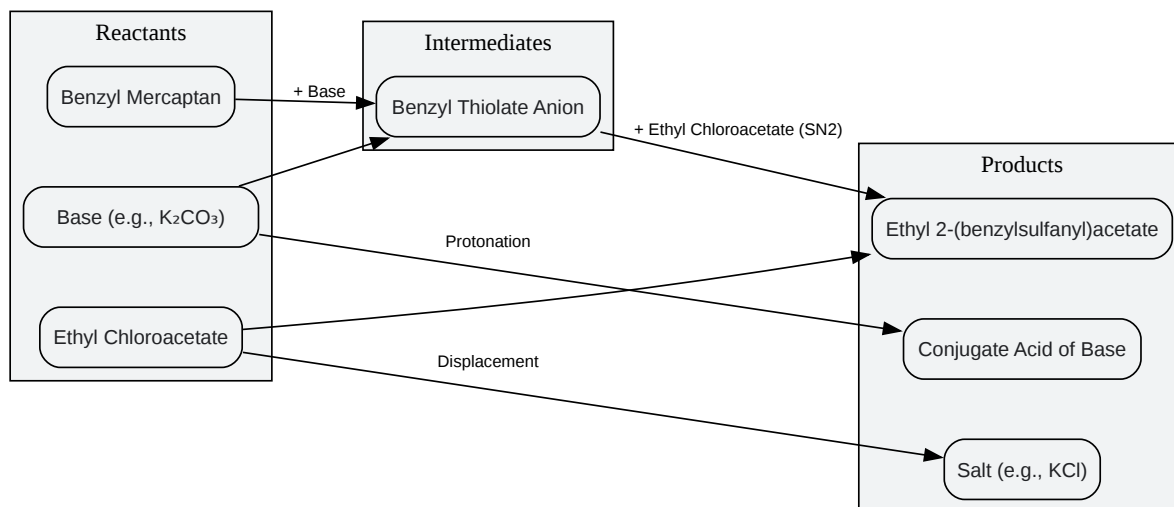 Reactants
Benzyl Mercaptan
Base (e.g., K₂CO₃)
Ethyl Chloroacetate
+ Base
Intermediates
Benzyl Thiolate Anion
+ Ethyl Chloroacetate (SN2)
Protonation
Displacement
Products
Ethyl 2-(benzylsulfanyl)acetate
Conjugate Acid of Base
Salt (e.g., KCl)